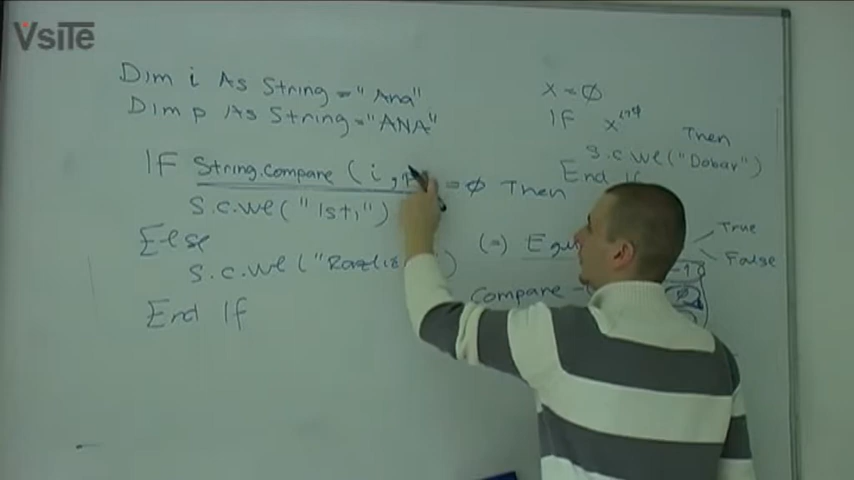 VSITE
Dim i As String = "Ana"
Dim p As String = "ANA"
IF String.Compare ( i , = Ø Then
S.C.WL("Isti")
Else
S.C.WL("
End If
X = Ø
IF X
Then
S.C.WL("Dobar")
End If
(=)
True
False
Compare
-1
Ø